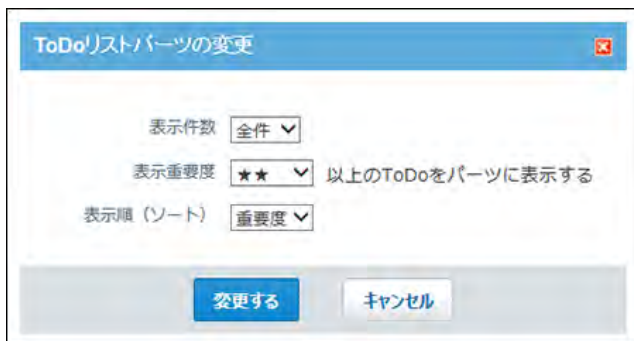 ToDoリストパーツの変更
表示件数 全件
表示重要度 ★★ 以上のToDoをパーツに表示する
表示順（ソート） 重要度
変更する キャンセル